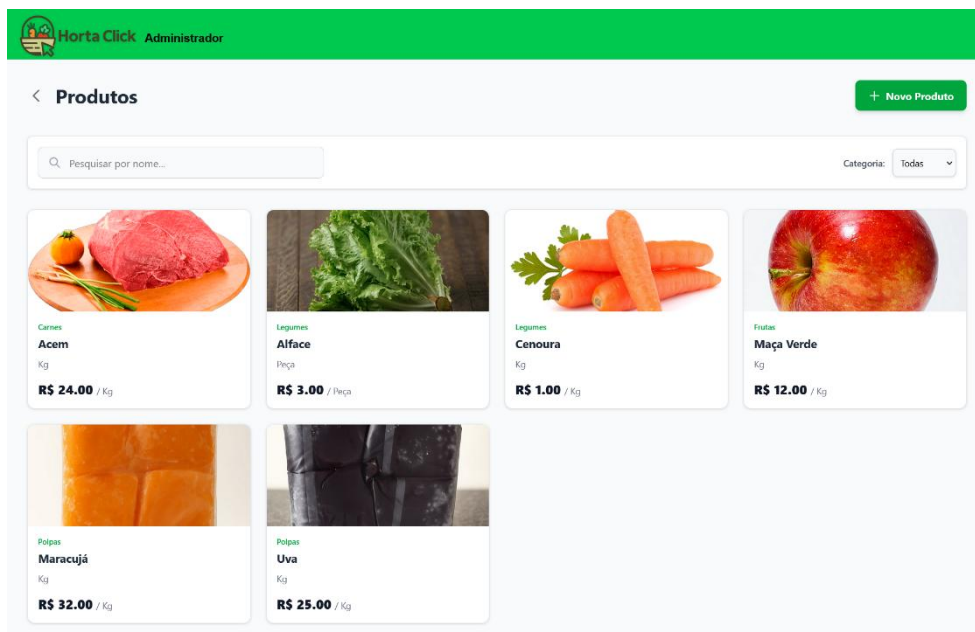 Horta Click Administrador
Produtos
+ Novo Produto
Pesquisar por nome...
Categoria: Todas
Carnes
Acem
Kg
R$ 24.00 / Kg
Legumes
Alface
Peça
R$ 3.00 / Peça
Legumes
Cenoura
Kg
R$ 1.00 / Kg
Frutas
Maça Verde
Kg
R$ 12.00 / Kg
Polpas
Maracujá
Kg
R$ 32.00 / Kg
Polpas
Uva
Kg
R$ 25.00 / Kg